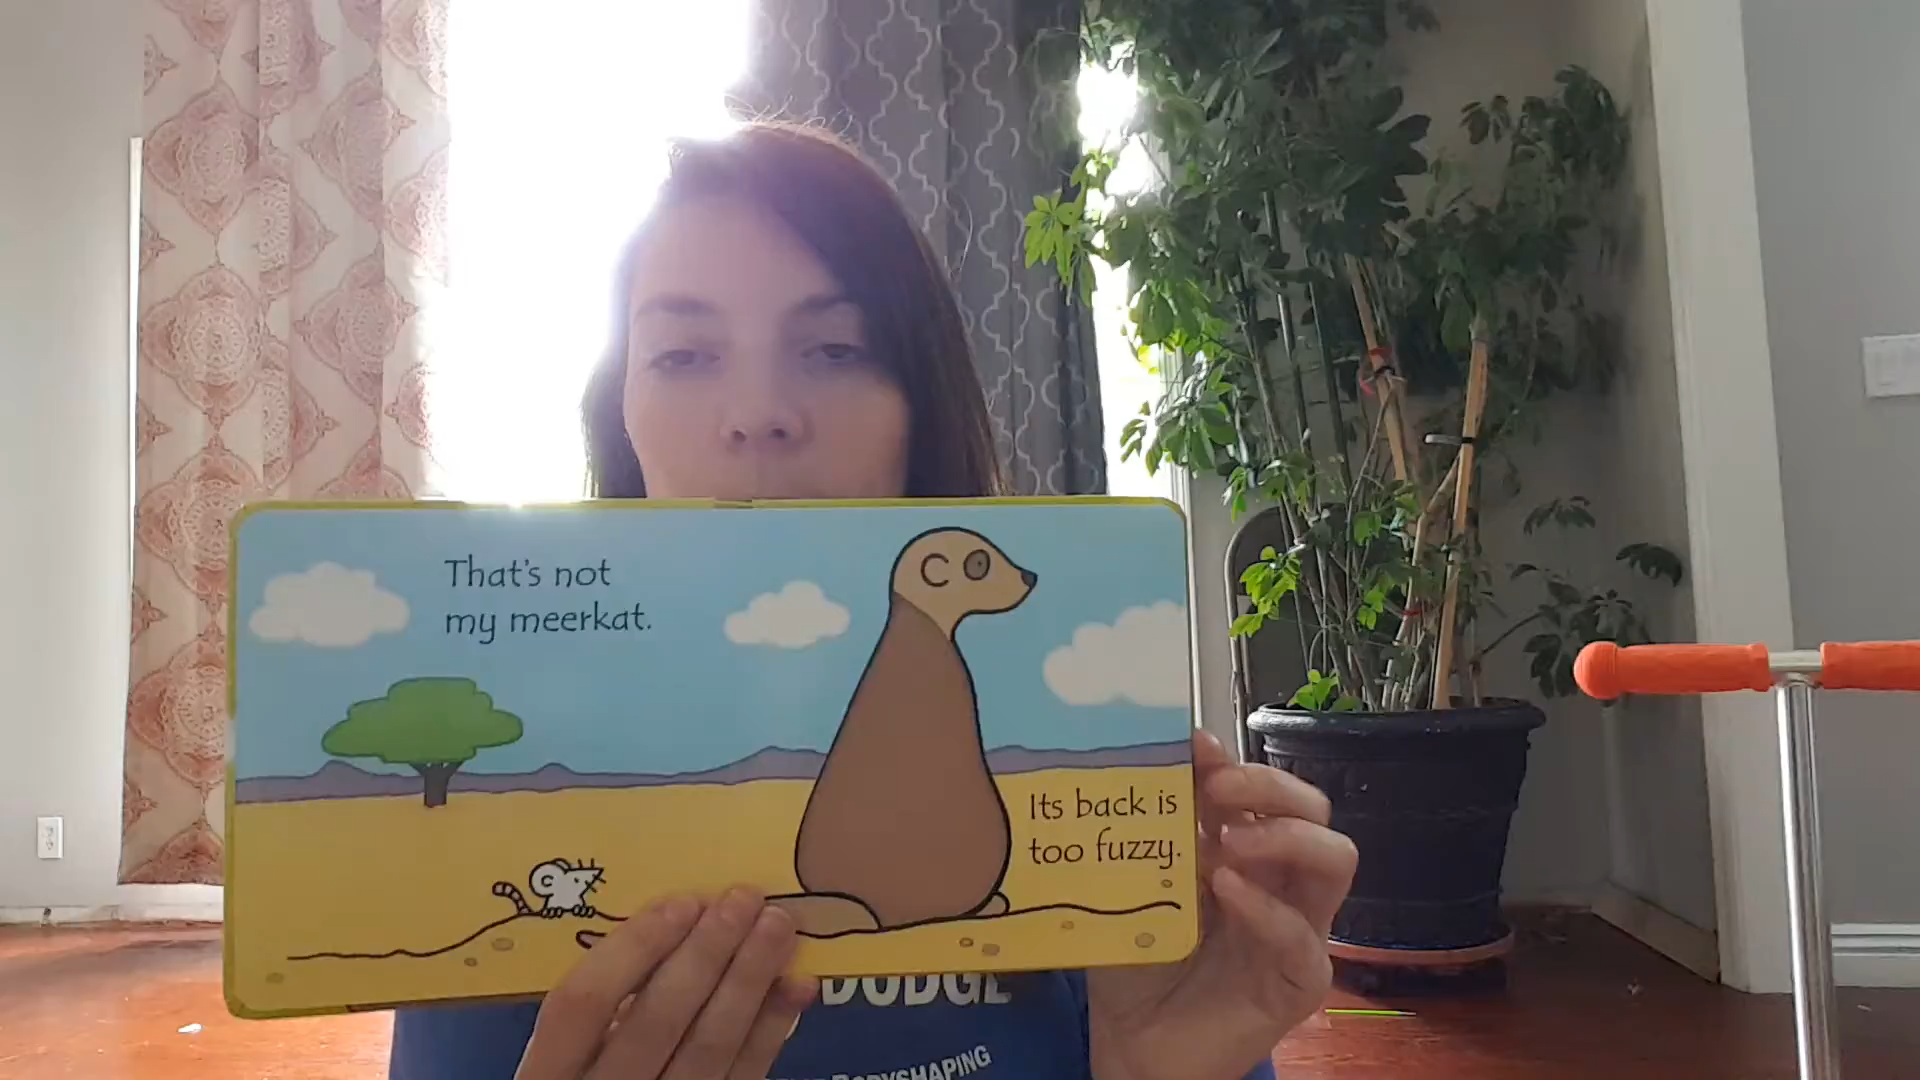 That's not
my meerkat.
Its back is
too fuzzy.
DODGE
BODYSHAPING